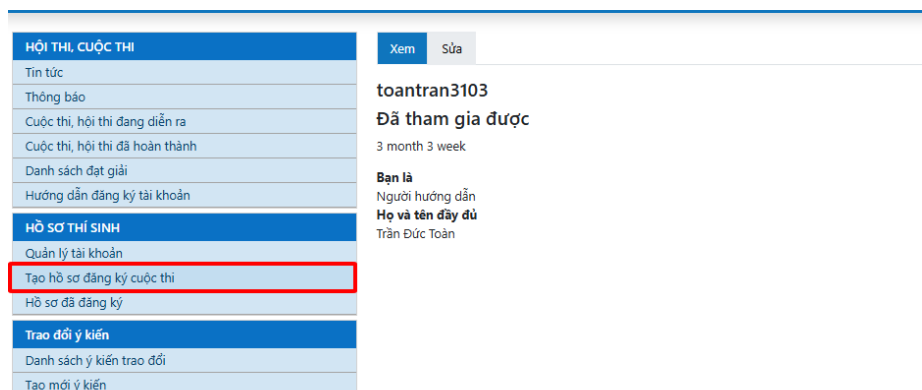 HỘI THI, CUỘC THI
Tin tức
Thông báo
Cuộc thi, hội thi đang diễn ra
Cuộc thi, hội thi đã hoàn thành
Danh sách đạt giải
Hướng dẫn đăng ký tài khoản
HỒ SƠ THÍ SINH
Quản lý tài khoản
Tạo hồ sơ đăng ký cuộc thi
Hồ sơ đã đăng ký
Trao đổi ý kiến
Danh sách ý kiến trao đổi
Tạo mới ý kiến
Xem Sửa
toantran3103
Đã tham gia được
3 month 3 week
Bạn là
Người hướng dẫn
Họ và tên đầy đủ
Trần Đức Toàn